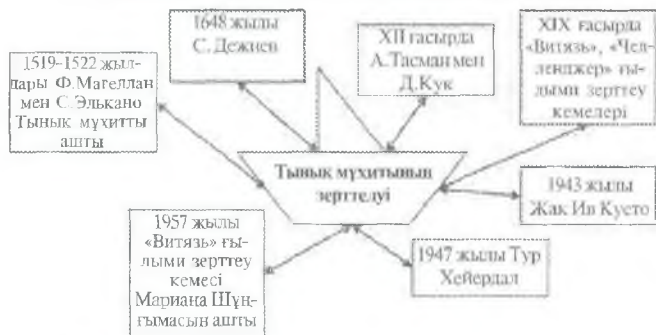 1648 жылы
С. Дежнев
XII ғасырда
А.Тасман мен
Д.Кук
XIX ғасырда
«Витязь», «Чел-
ленджер» ғы-
лыми зерттеу
кемелері
1519-1522 жыл-
дары Ф.Магеллан
мен С.Элькано
Тынық мұхитты
ашты
Тынық мұхитының
зерттелуі
1943 жылы
Жак Ив Кусто
1957 жылы
«Витязь» ғы-
лыми зерттеу
кемесі
Мариана Шұң-
ғымасын ашты
1947 жылы Тур
Хейердал